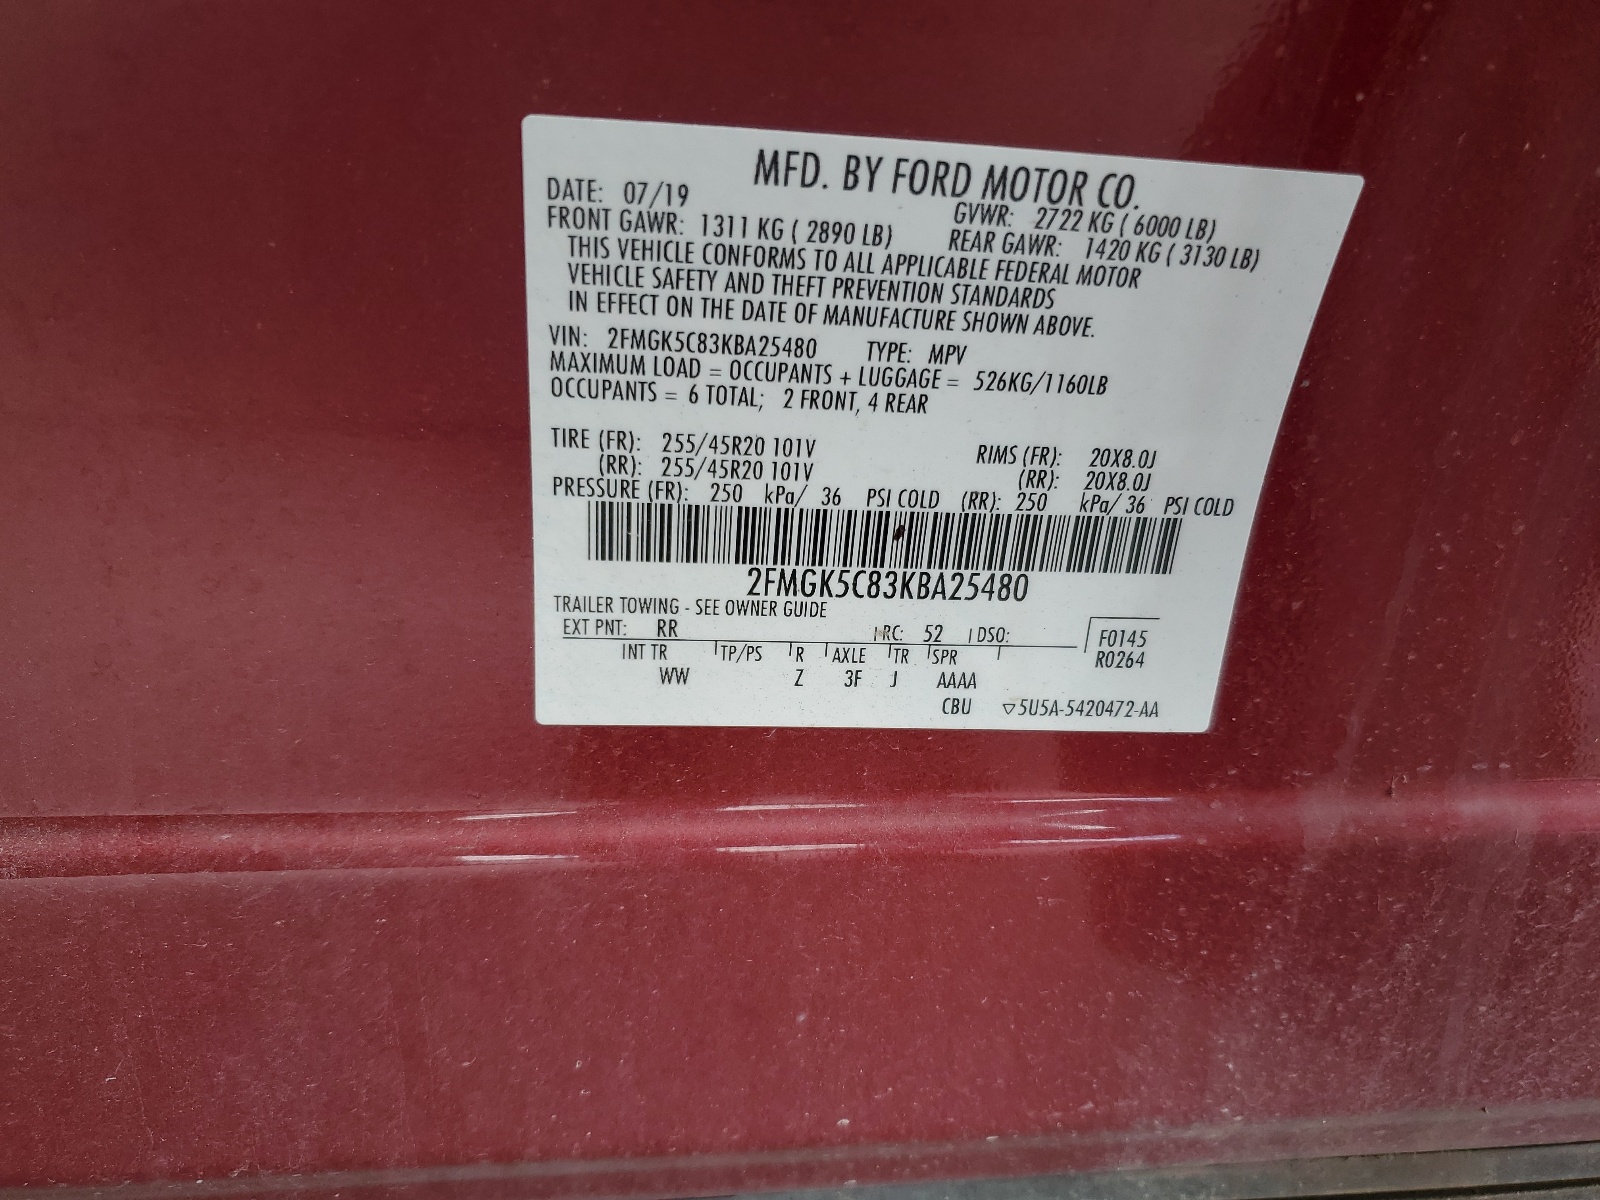 MFD. BY FORD MOTOR CO.
DATE: 07/19 GVWR: 2722 KG ( 6000 LB)
FRONT GAWR: 1311 KG ( 2890 LB) REAR GAWR: 1420 KG ( 3130 LB)
THIS VEHICLE CONFORMS TO ALL APPLICABLE FEDERAL MOTOR
VEHICLE SAFETY AND THEFT PREVENTION STANDARDS
IN EFFECT ON THE DATE OF MANUFACTURE SHOWN ABOVE.
VIN: 2FMGK5C83KBA25480 TYPE: MPV
MAXIMUM LOAD = OCCUPANTS + LUGGAGE = 526KG/1160LB
OCCUPANTS = 6 TOTAL; 2 FRONT, 4 REAR
TIRE (FR): 255/45R20 101V RIMS (FR): 20X8.0J
(RR): 255/45R20 101V (RR): 20X8.0J
PRESSURE (FR): 250 kPa/ 36 PSI COLD (RR): 250 kPa/ 36 PSI COLD
2FMGK5C83KBA25480
TRAILER TOWING - SEE OWNER GUIDE
EXT PNT: RR RC: 52 DSO: F0145
INT TR TP/PS R AXLE TR SPR R0264
WW Z 3F J AAAA
CBU ▽5U5A-5420472-AA